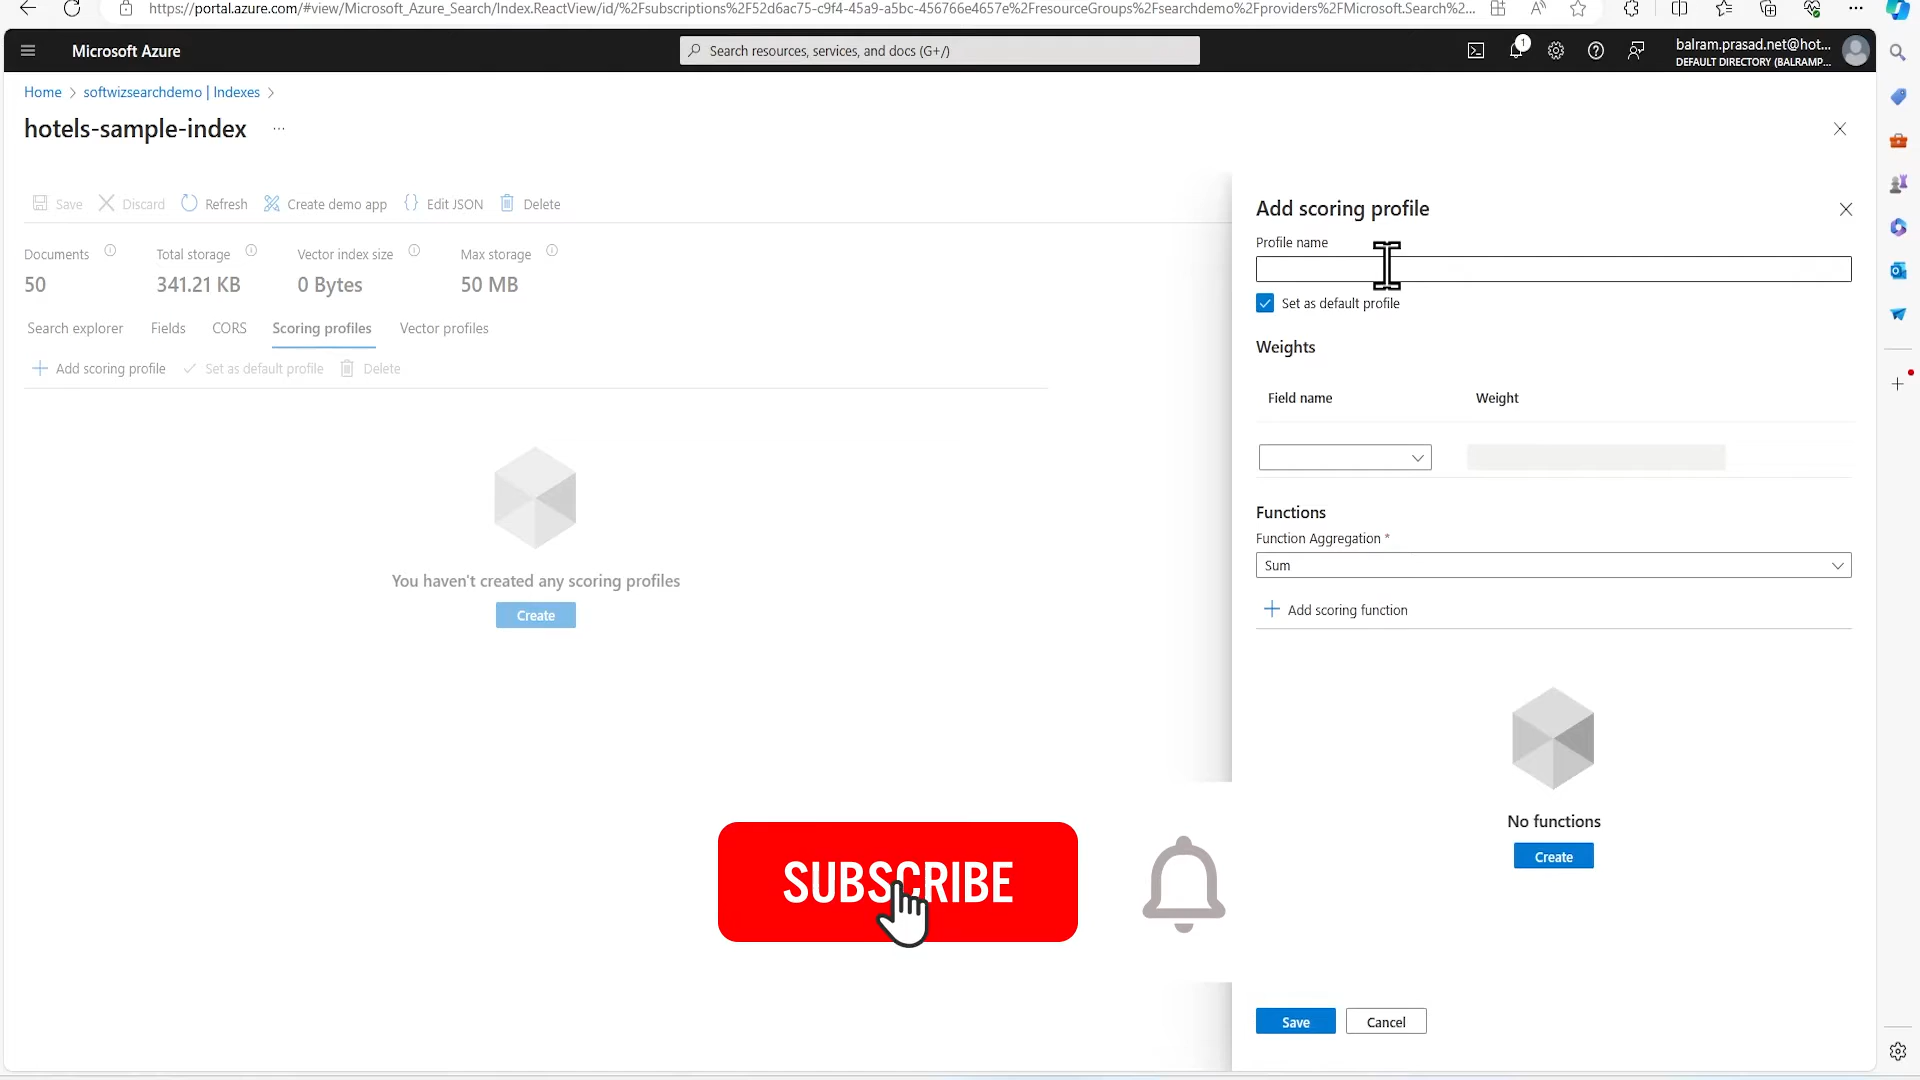 https://portal.azure.com/#view/Microsoft_Azure_Search/Index.ReactView/id/%2Fsubscriptions%2F52d6ac75-c9f4-45a9-a5bc-456766e4657e%2FresourceGroups%2Fsearchdemo%2Fproviders%2FMicrosoft.Search%2...
Microsoft Azure
Search resources, services, and docs (G+/)
1
balram.prasad.net@hot...
DEFAULT DIRECTORY (BALRAMP...
Home > softwizsearchdemo | Indexes >
hotels-sample-index ...
Save Discard Refresh Create demo app {} Edit JSON Delete
Documents Total storage Vector index size Max storage
50 341.21 KB 0 Bytes 50 MB
Search explorer Fields CORS Scoring profiles Vector profiles
+ Add scoring profile Set as default profile Delete
You haven't created any scoring profiles
Create
Add scoring profile
Profile name
Set as default profile
Weights
Field name Weight
Functions
Function Aggregation *
Sum
+ Add scoring function
No functions
Create
Save Cancel
SUBSCRIBE